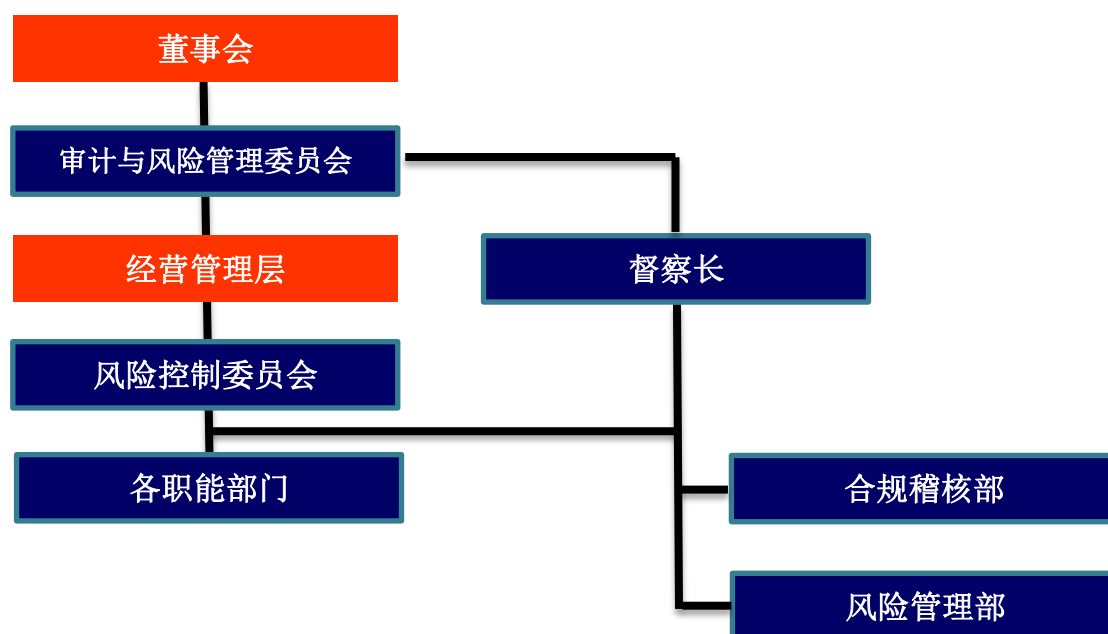 董事会
审计与风险管理委员会
经营管理层
督察长
风险控制委员会
各职能部门
合规稽核部
风险管理部